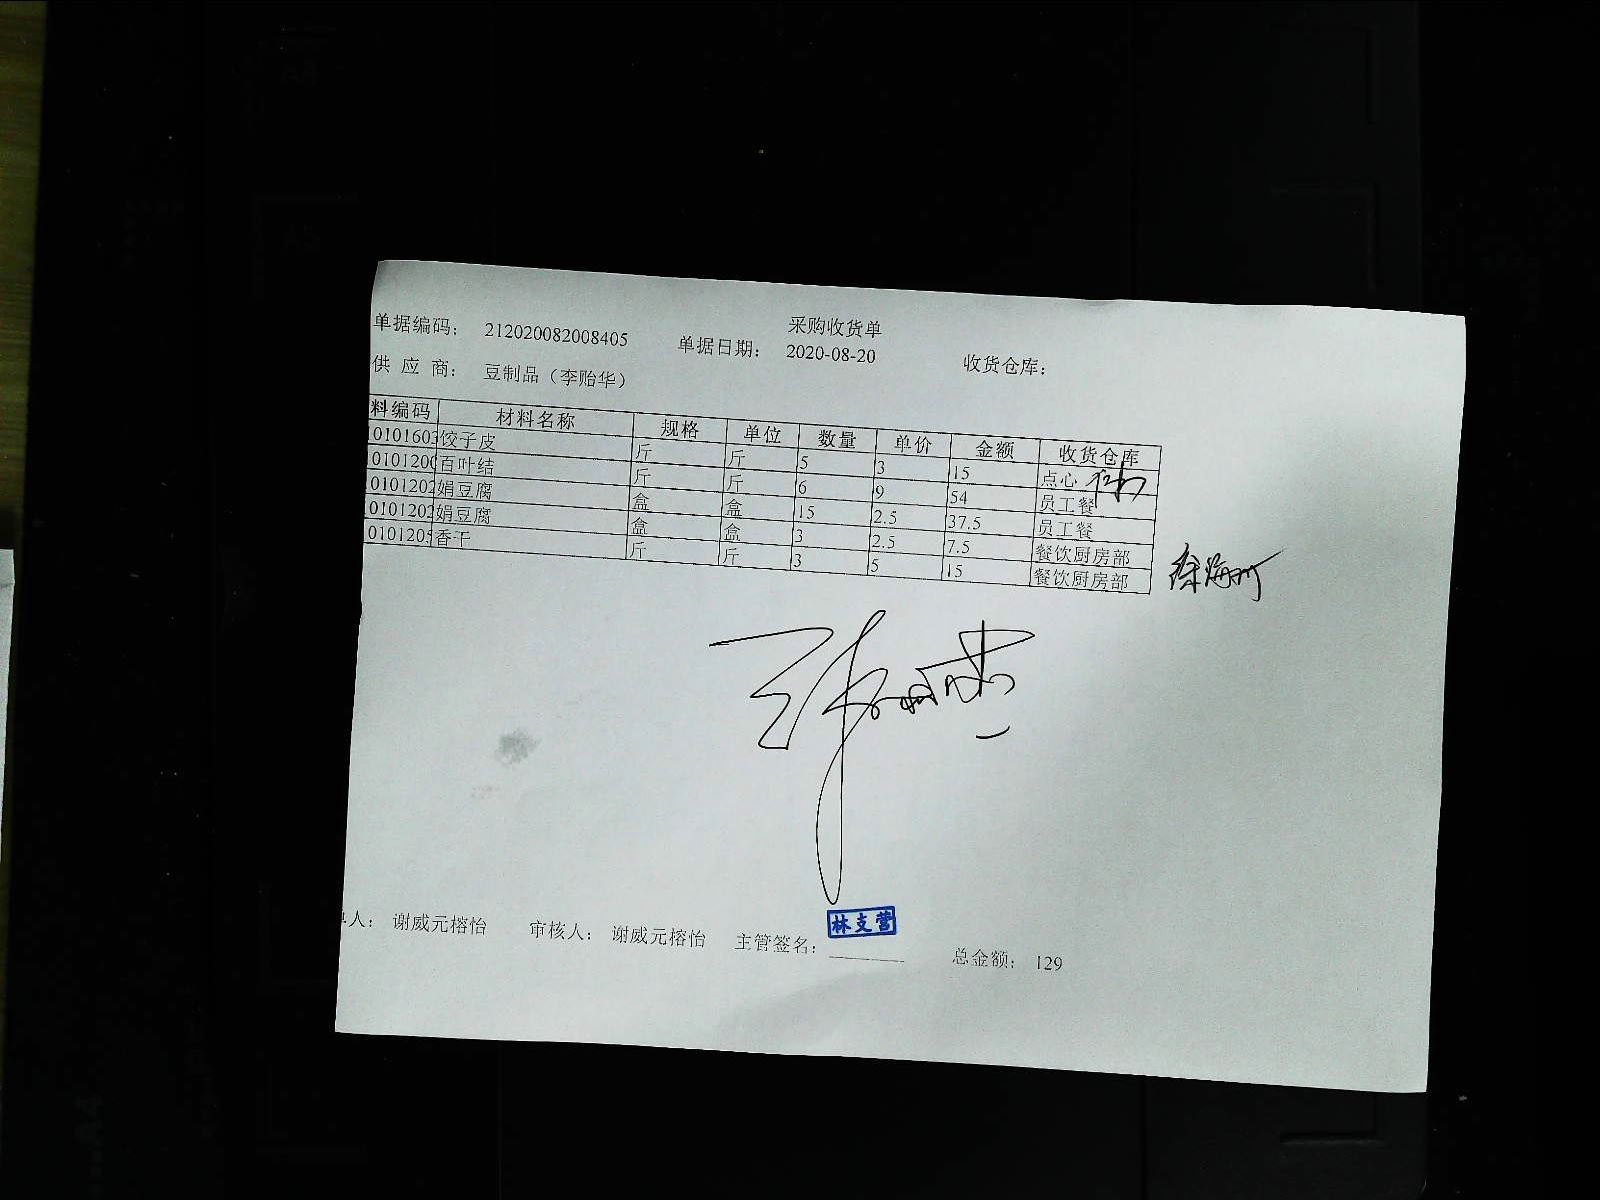 采购收货单
单据编码： 212020082008405 单据日期： 2020-08-20 收货仓库：
供 应 商： 豆制品（李贻华）
料编码 材料名称 规格 单位 数量 单价 金额 收货仓库
0101603 饺子皮 斤 斤 5 3 15 点心
010120 百叶结 斤 斤 6 9 54 员工餐
0101202 娟豆腐 盒 盒 15 2.5 37.5 员工餐
0101202 娟豆腐 盒 盒 3 2.5 7.5 餐饮厨房部
010120 香干 斤 斤 3 5 15 餐饮厨房部
人： 谢威元榕怡 审核人： 谢威元榕怡 主管签名： 林支营 总金额： 129